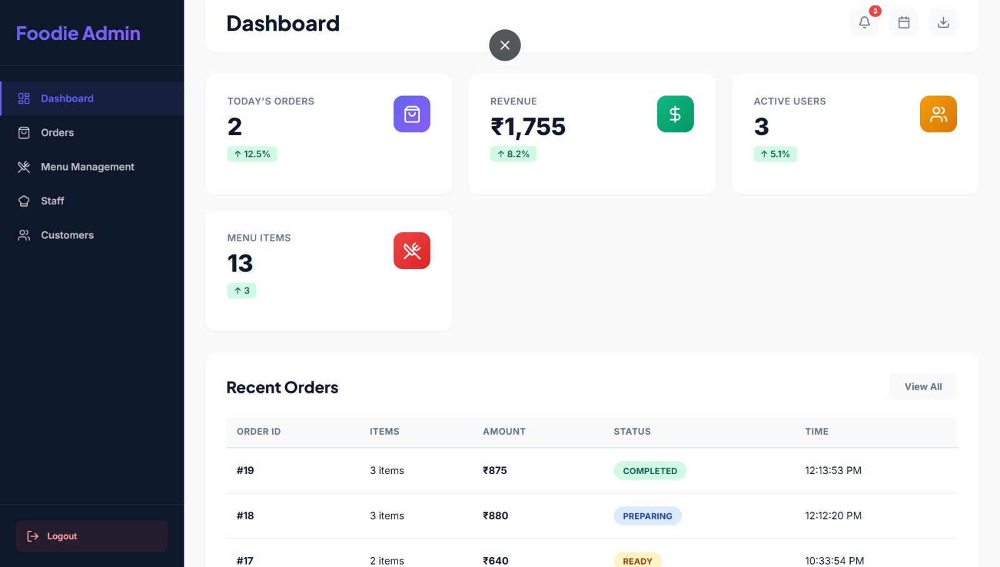 Foodie Admin
Dashboard
Orders
Menu Management
Staff
Customers
Logout
Dashboard
3
TODAY'S ORDERS
2
↑ 12.5%
REVENUE
₹1,755
↑ 8.2%
ACTIVE USERS
3
↑ 5.1%
MENU ITEMS
13
↑ 3
Recent Orders
View All
ORDER ID ITEMS AMOUNT STATUS TIME
#19 3 items ₹875 COMPLETED 12:13:53 PM
#18 3 items ₹880 PREPARING 12:12:20 PM
#17 2 items ₹640 READY 10:33:54 PM